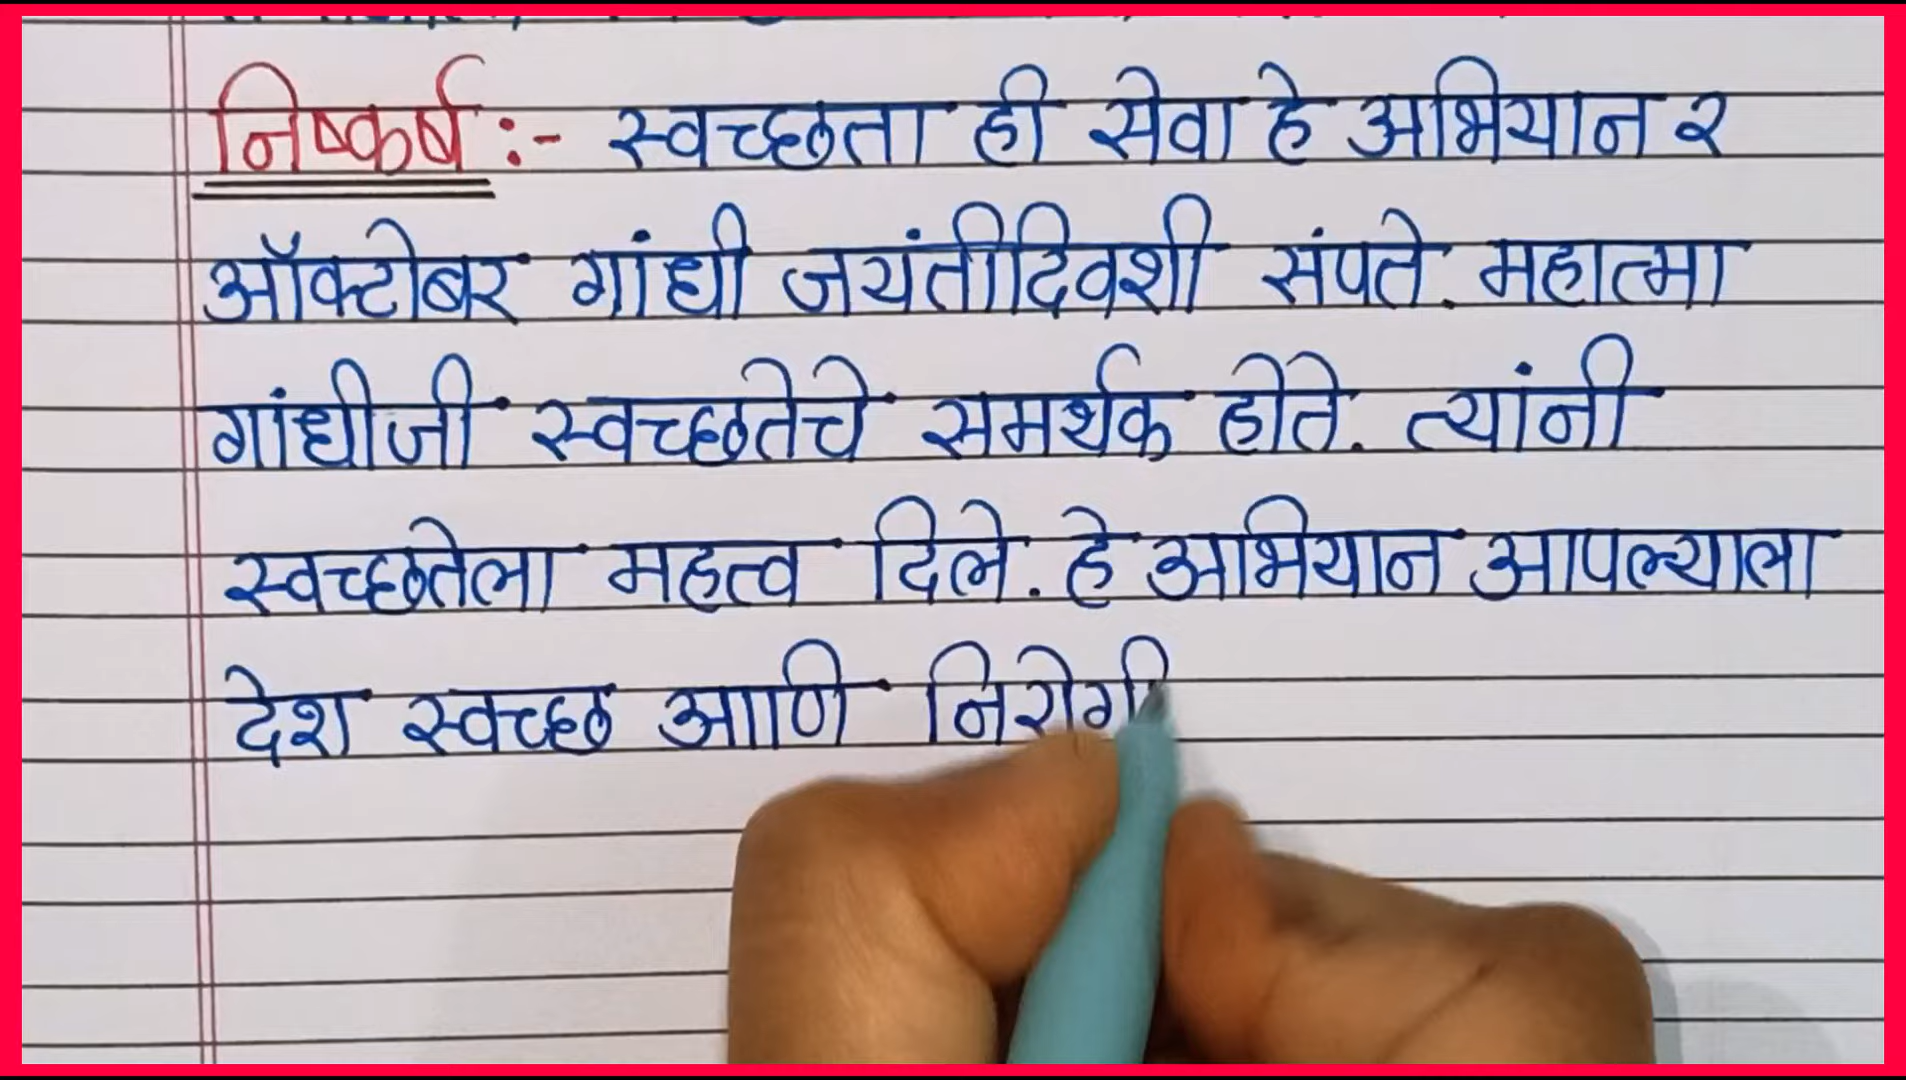 निष्कर्ष :- स्वच्छता ही सेवा हे अभियान २
ऑक्टोबर गांधी जयंतीदिवशी संपते. महात्मा
गांधीजी स्वच्छतेचे समर्थक होते. त्यांनी
स्वच्छतेला महत्व दिले. हे अभियान आपल्याला
देश स्वच्छ आणि निरोगी